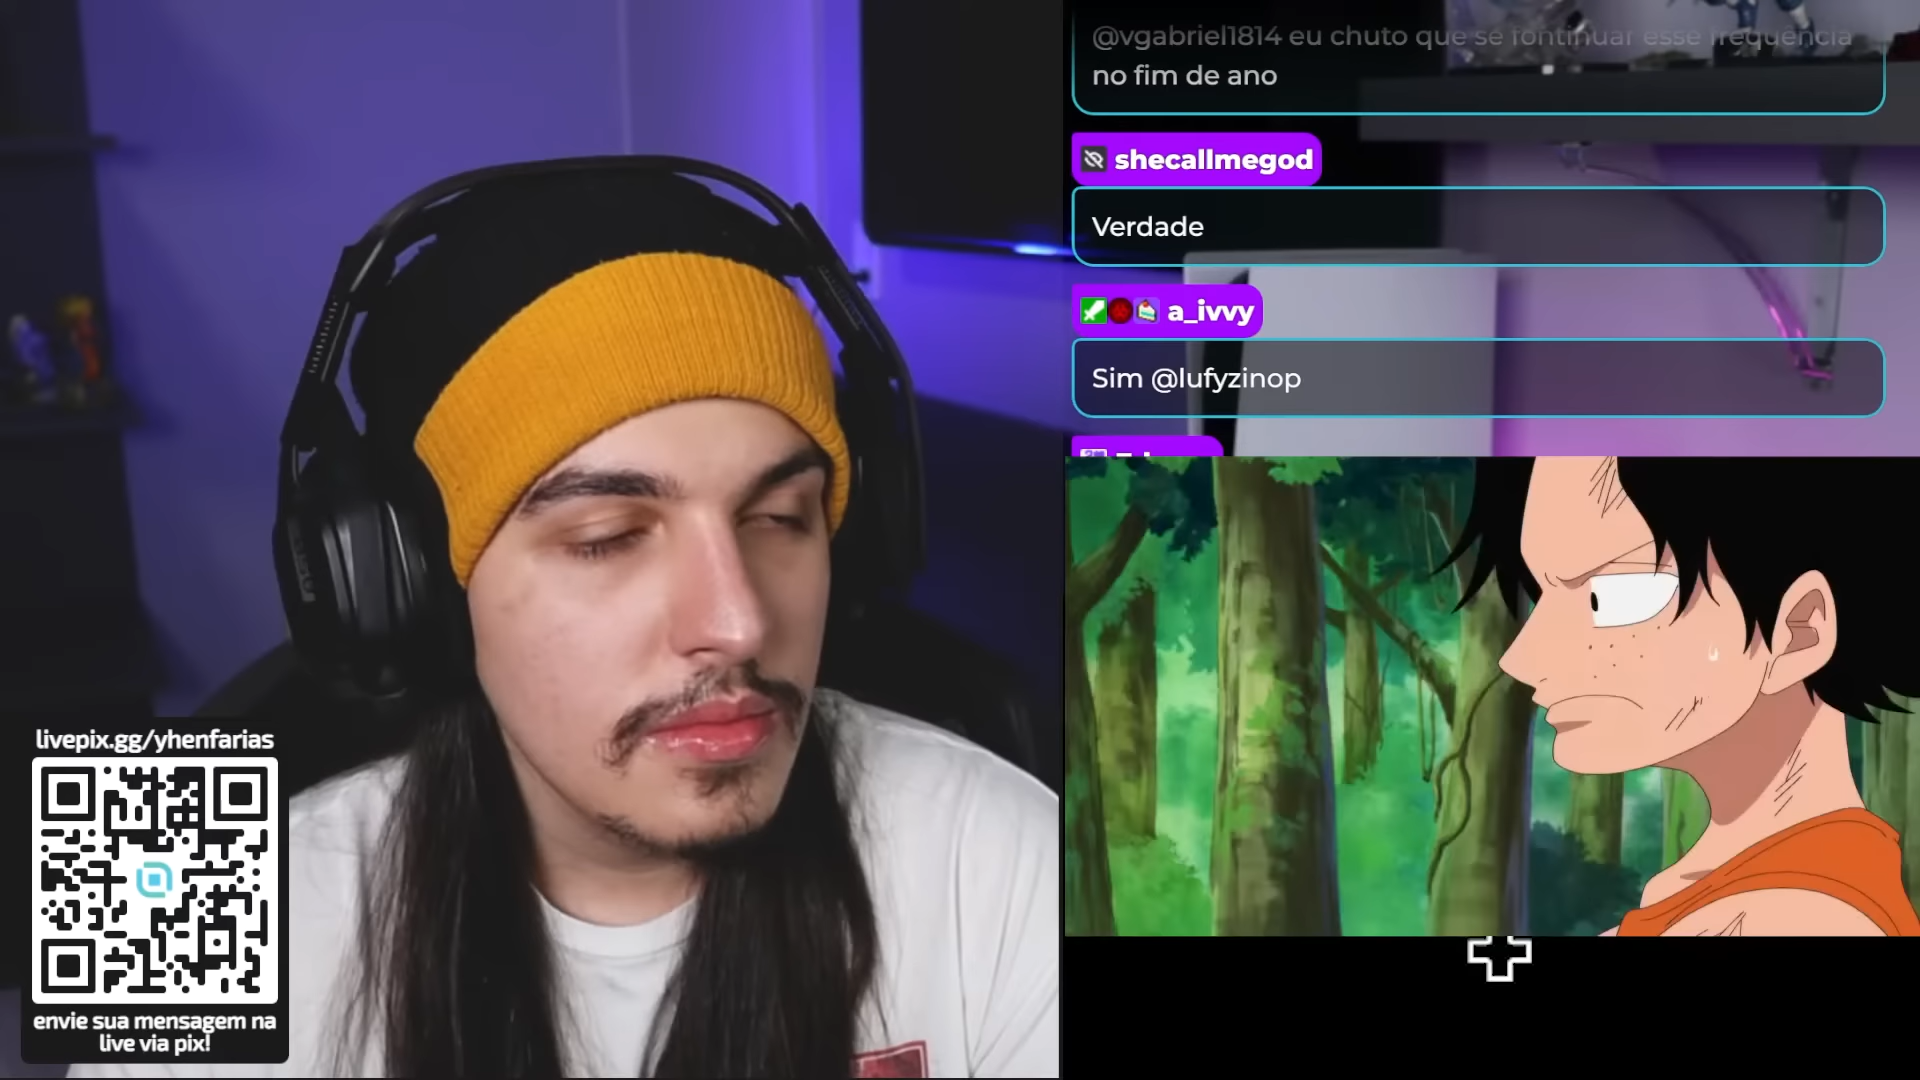 @vgabriel1814 eu chuto que se fontinuar esse frequência
no fim de ano
shecallmegod
Verdade
a_ivvy
Sim @lufyzinop
livepix.gg/yhenfarias
envie sua mensagem na
live via pix!